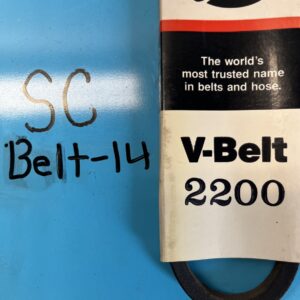 SC
Belt-14
The world's
most trusted name
in belts and hose.
V-Belt
2200